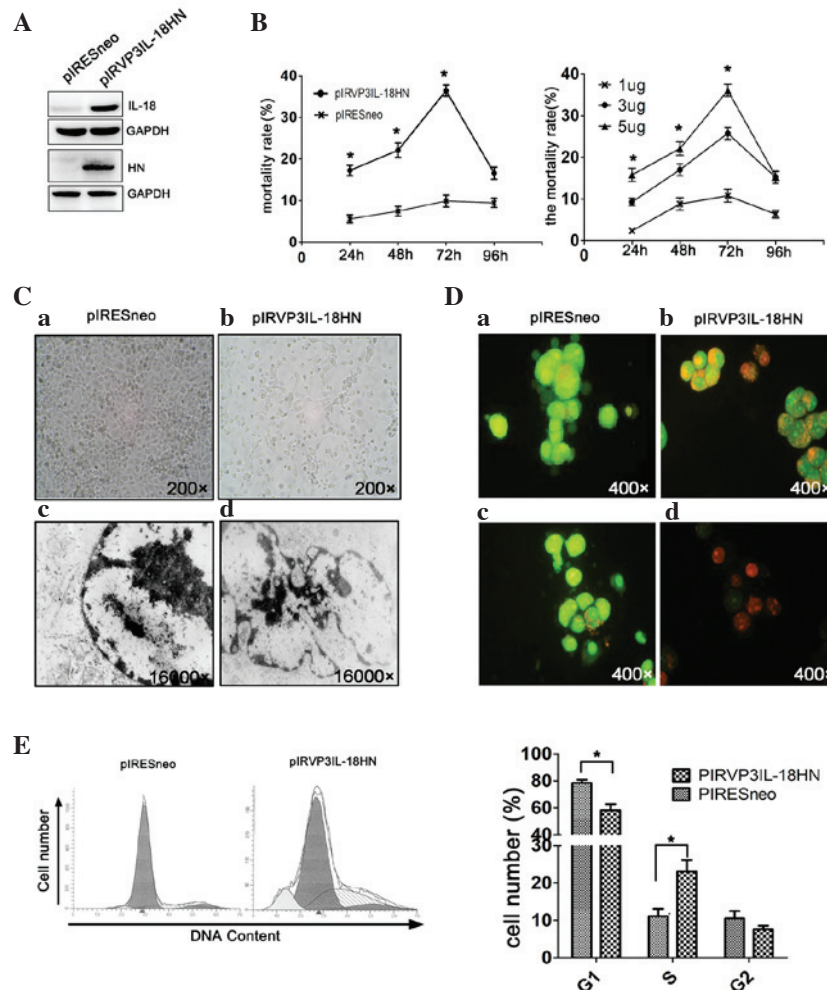 A
pIRESneo
pIRVP3IL-18HN
IL-18
GAPDH
HN
GAPDH
B
mortality rate(%)
40
30
20
10
0
0
24h 48h 72h 96h
pIRVP3IL-18HN
pIRESneo
* * *
the mortality rate(%)
40
30
20
10
0
0
24h 48h 72h 96h
1ug
3ug
5ug
* * *
C
a
pIRESneo
b
pIRVP3IL-18HN
200×
200×
c
d
16000×
16000×
D
a
pIRESneo
b
pIRVP3IL-18HN
400×
400×
c
d
400×
400×
E
pIRESneo
pIRVP3IL-18HN
Cell number
DNA Content
cell number (%)
100
80
60
40
30
20
10
0
G1
S
G2
*
*
PIRVP3IL-18HN
PIRESneo